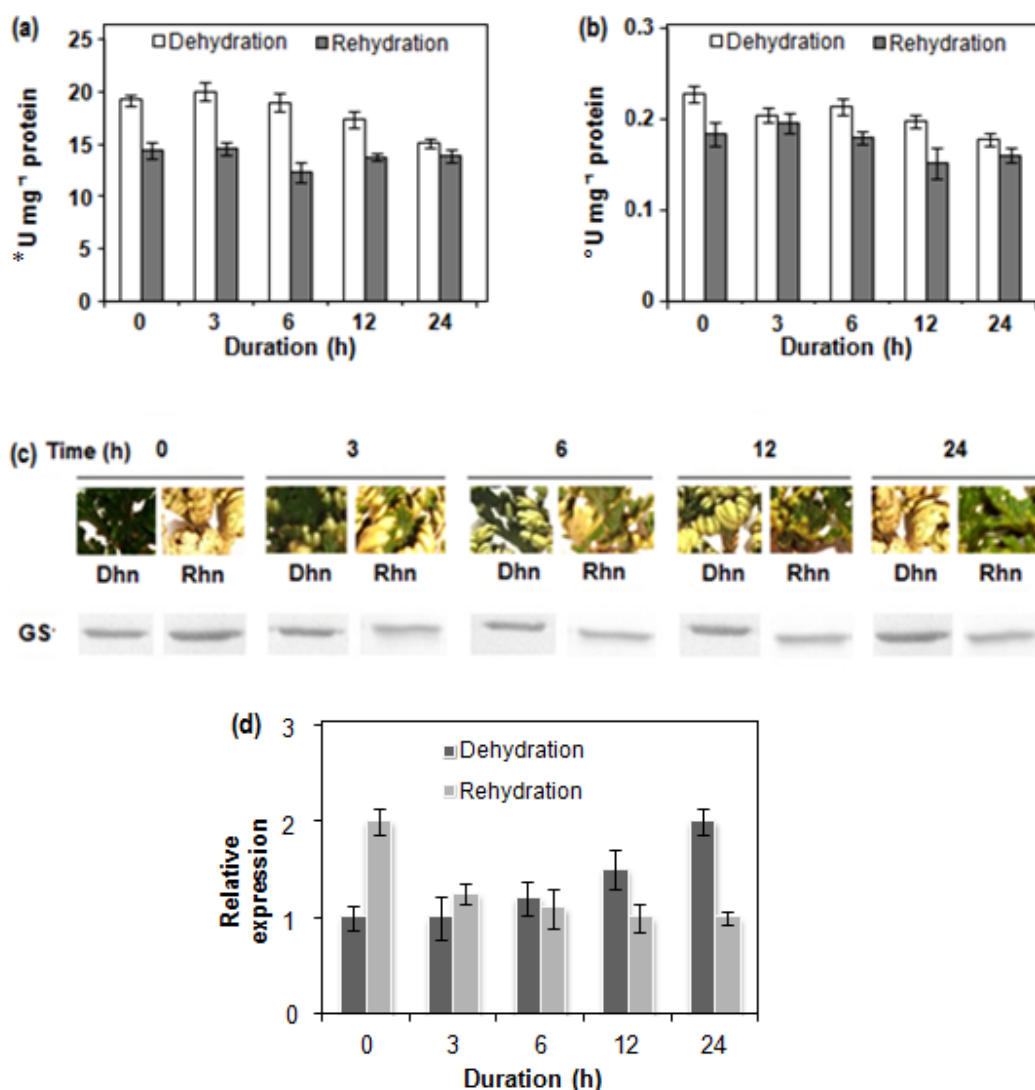 (a)
25
20
15
10
5
0
*U mg⁻¹ protein
Dehydration Rehydration
0 3 6 12 24
Duration (h)
(b)
0.3
0.2
0.1
0
°U mg⁻¹ protein
Dehydration Rehydration
0 3 6 12 24
Duration (h)
(c) Time (h) 0 3 6 12 24
Dhn Rhn Dhn Rhn Dhn Rhn Dhn Rhn Dhn Rhn
GS
(d)
3
2
1
0
Relative
expression
Dehydration
Rehydration
0 3 6 12 24
Duration (h)